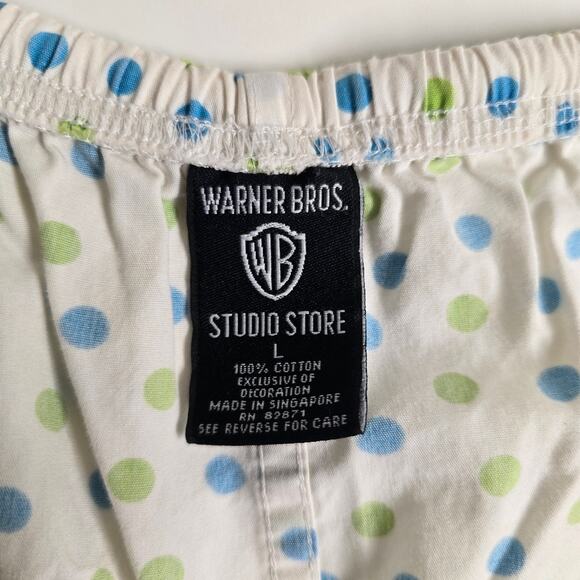 WARNER BROS.
WB
STUDIO STORE
L
100% COTTON
EXCLUSIVE OF
DECORATION
MADE IN SINGAPORE
RN 82871
SEE REVERSE FOR CARE